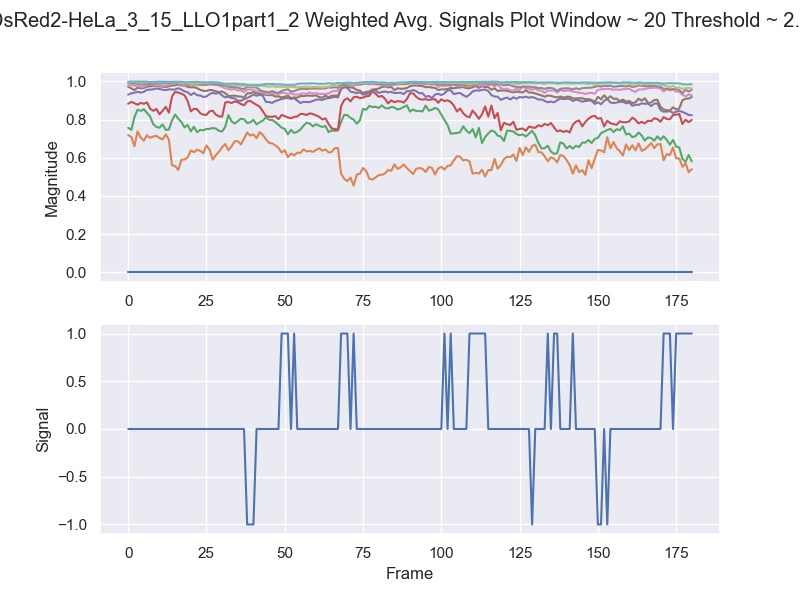 DsRed2-HeLa_3_15_LLO1part1_2 Weighted Avg. Signals Plot Window ~ 20 Threshold ~ 2.
1.0
0.8
0.6
0.4
0.2
0.0
Magnitude
0 25 50 75 100 125 150 175
1.0
0.5
0.0
−0.5
−1.0
Signal
0 25 50 75 100 125 150 175
Frame